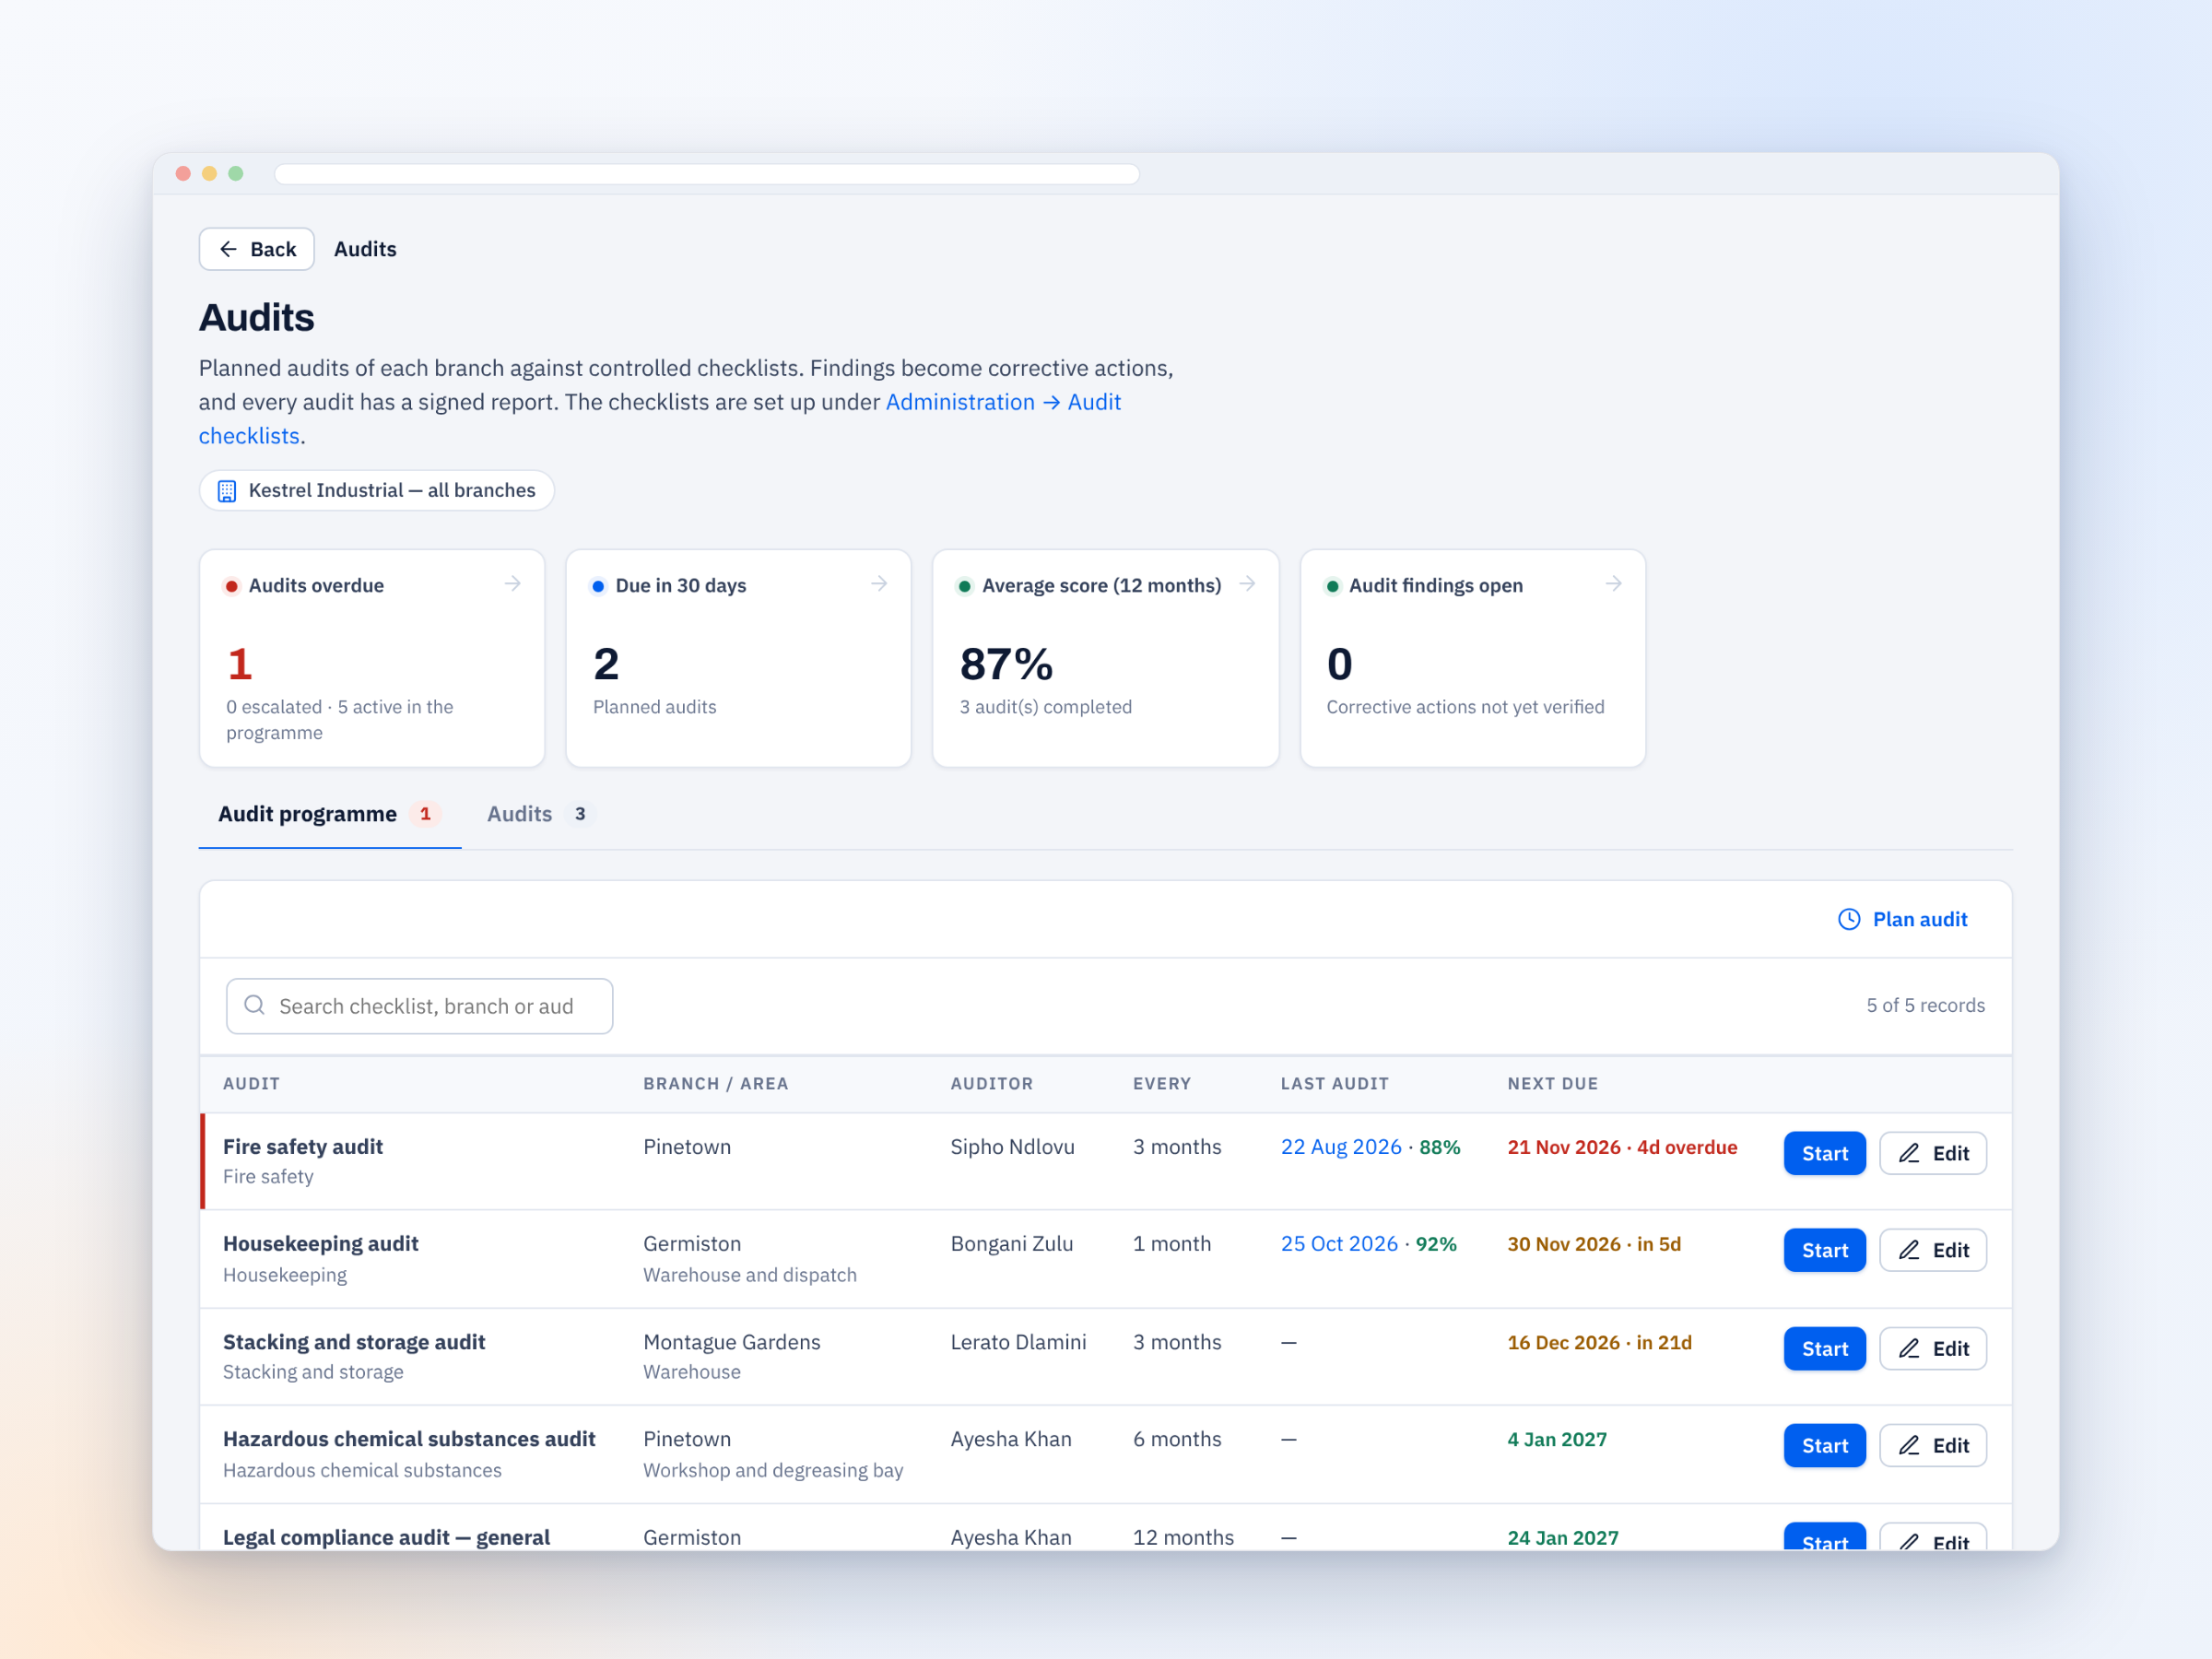 Back Audits
Audits
Planned audits of each branch against controlled checklists. Findings become corrective actions,
and every audit has a signed report. The checklists are set up under Administration → Audit
checklists.
Kestrel Industrial — all branches
Audits overdue
1
0 escalated · 5 active in the
programme
Due in 30 days
2
Planned audits
Average score (12 months)
87%
3 audit(s) completed
Audit findings open
0
Corrective actions not yet verified
Audit programme 1 Audits 3
Plan audit
Search checklist, branch or aud
5 of 5 records
AUDIT BRANCH / AREA AUDITOR EVERY LAST AUDIT NEXT DUE
Fire safety audit Pinetown Sipho Ndlovu 3 months 22 Aug 2026 · 88% 21 Nov 2026 · 4d overdue Start Edit
Fire safety
Housekeeping audit Germiston Bongani Zulu 1 month 25 Oct 2026 · 92% 30 Nov 2026 · in 5d Start Edit
Housekeeping Warehouse and dispatch
Stacking and storage audit Montague Gardens Lerato Dlamini 3 months — 16 Dec 2026 · in 21d Start Edit
Stacking and storage Warehouse
Hazardous chemical substances audit Pinetown Ayesha Khan 6 months — 4 Jan 2027 Start Edit
Hazardous chemical substances Workshop and degreasing bay
Legal compliance audit — general Germiston Ayesha Khan 12 months — 24 Jan 2027 Start Edit